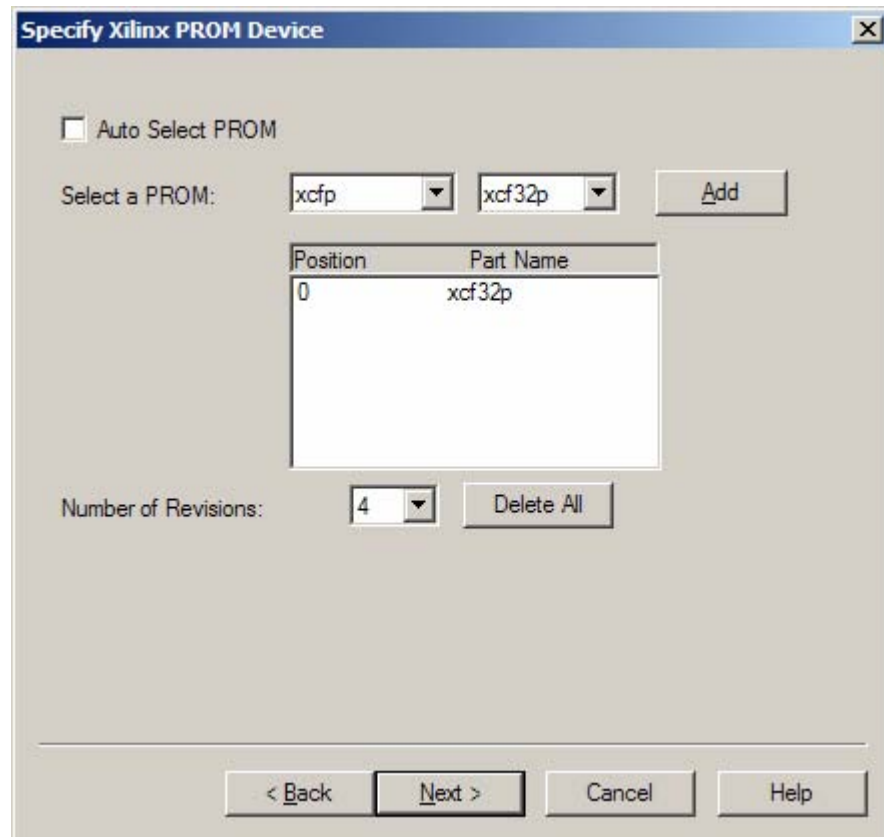 Specify Xilinx PROM Device
Auto Select PROM
Select a PROM: xcfp xcf32p Add
Position Part Name
0 xcf32p
Number of Revisions: 4 Delete All
< Back Next > Cancel Help